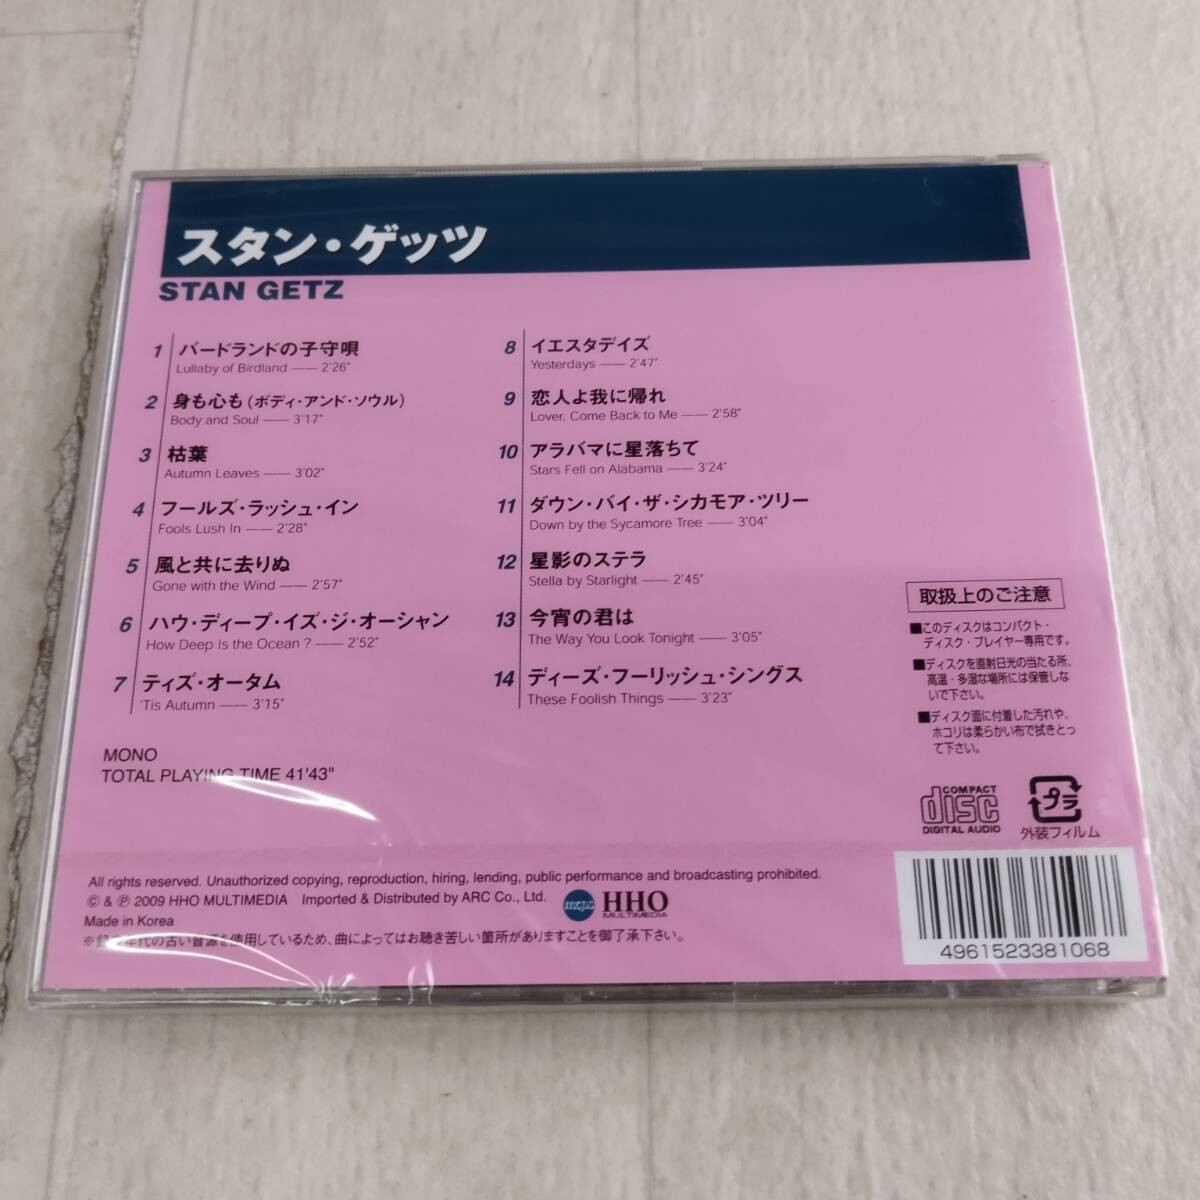 スタン・ゲッツ
STAN GETZ
1 バードランドの子守唄
Lullaby of Birdland —— 2'26"
2 身も心も(ボディ・アンド・ソウル)
Body and Soul —— 3'17"
3 枯葉
Autumn Leaves —— 3'02"
4 フールズ・ラッシュ・イン
Fools Lush In —— 2'28"
5 風と共に去りぬ
Gone with the Wind —— 2'57"
6 ハウ・ディープ・イズ・ジ・オーシャン
How Deep Is the Ocean ? —— 2'52"
7 ティズ・オータム
'Tis Autumn —— 3'15"
8 イエスタデイズ
Yesterdays —— 2'47"
9 恋人よ我に帰れ
Lover, Come Back to Me —— 2'58"
10 アラバマに星落ちて
Stars Fell on Alabama —— 3'24"
11 ダウン・バイ・ザ・シカモア・ツリー
Down by the Sycamore Tree —— 3'04"
12 星影のステラ
Stella by Starlight —— 2'45"
13 今宵の君は
The Way You Look Tonight —— 3'05"
14 ディーズ・フーリッシュ・シングス
These Foolish Things —— 3'23"
MONO
TOTAL PLAYING TIME 41'43"
取扱上のご注意
■このディスクはコンパクト・
ディスク・プレイヤー専用です。
■ディスクを直射日光の当たる所、
高温・多湿な場所には保管しな
いで下さい。
■ディスク面に付着した汚れや、
ホコリは柔らかい布で拭きとっ
て下さい。
COMPACT
disc
DIGITAL AUDIO
プラ
外装フィルム
All rights reserved. Unauthorized copying, reproduction, hiring, lending, public performance and broadcasting prohibited.
© & ℗ 2009 HHO MULTIMEDIA Imported & Distributed by ARC Co., Ltd.
mcps
HHO
MULTIMEDIA
Made in Korea
年代の古い音源を使用しているため、曲によってはお聴き苦しい箇所がありますことを御了承下さい。
4961523381068